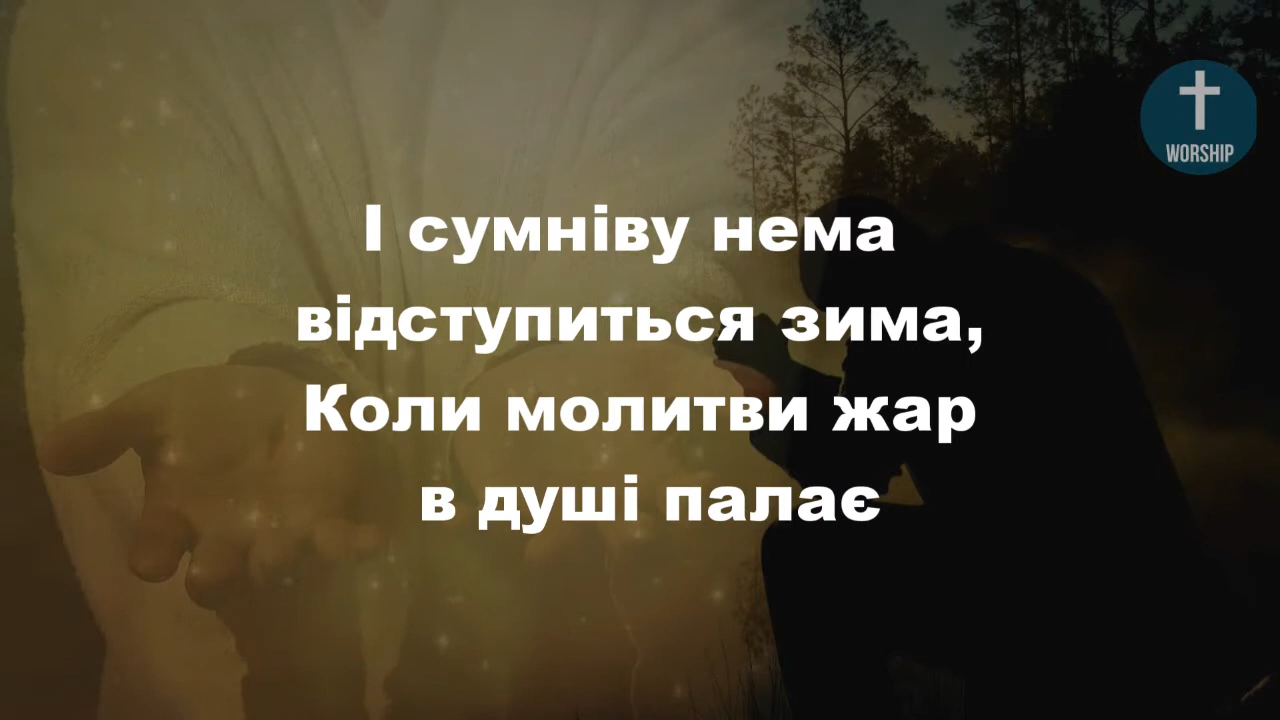 WORSHIP
І сумніву нема
відступиться зима,
Коли молитви жар
в душі палає